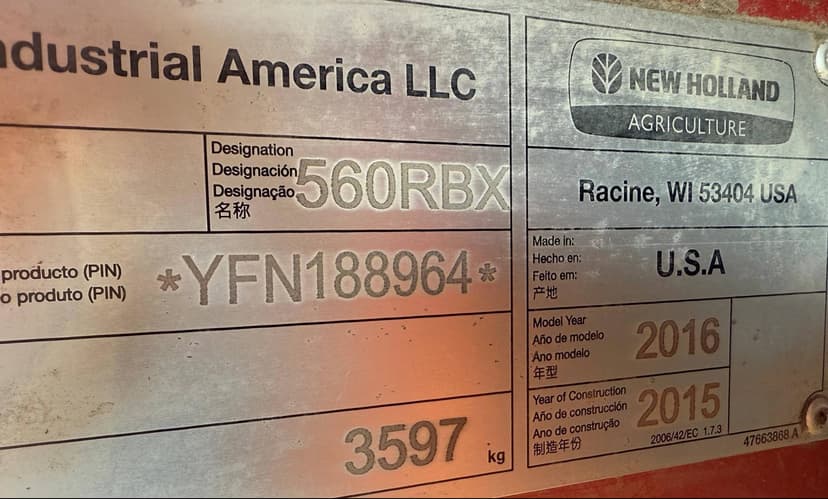 ndustrial America LLC
NEW HOLLAND
AGRICULTURE
Designation
Designación
Designação
名称
560RBX
Racine, WI 53404 USA
producto (PIN)
o produto (PIN)
*YFN188964*
Made in:
Hecho en:
Feito em:
产地
U.S.A
Model Year
Año de modelo
Ano modelo
年型
2016
Year of Construction
Año de construcción
Ano de construção
制造年份
2015
2006/42/EC 1.7.3
47663868 A
3597 kg